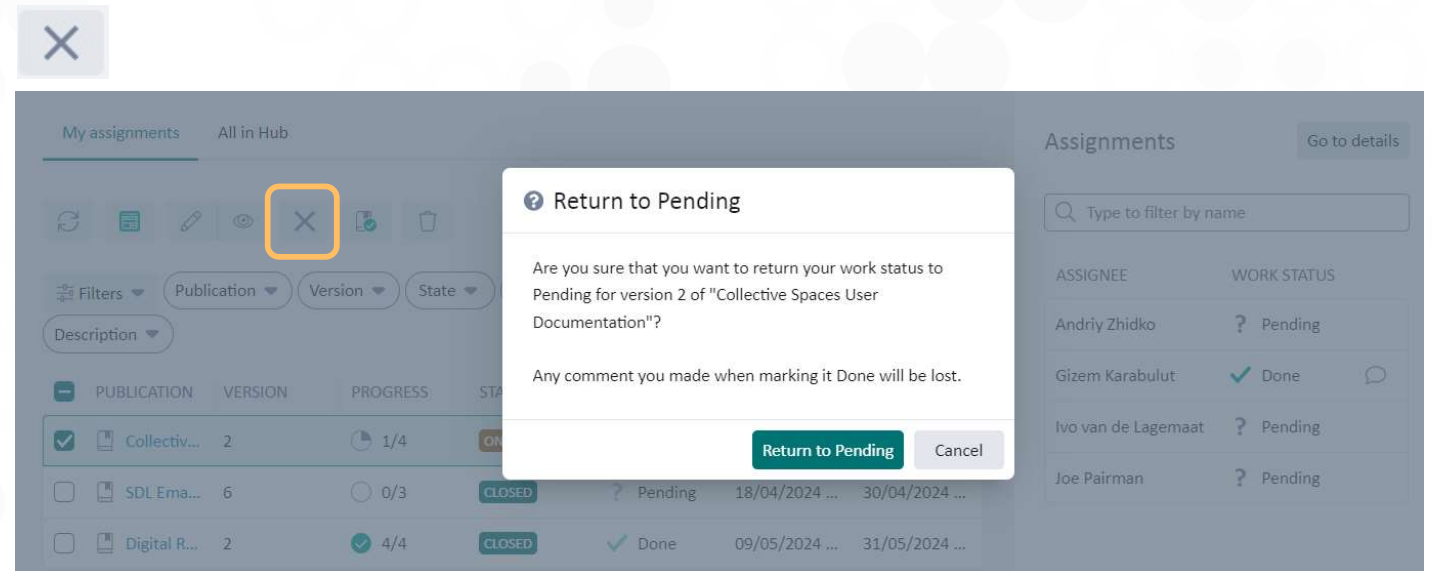 My assignments All in Hub
Assignments Go to details
Return to Pending
Type to filter by name
Are you sure that you want to return your work status to
Pending for version 2 of "Collective Spaces User
Documentation"?
Any comment you made when marking it Done will be lost.
Return to Pending Cancel
Filters Publication Version State
Description
PUBLICATION VERSION PROGRESS STA
Collectiv... 2 1/4 ON
SDL Ema... 6 0/3 CLOSED Pending 18/04/2024 ... 30/04/2024 ...
Digital R... 2 4/4 CLOSED Done 09/05/2024 ... 31/05/2024 ...
ASSIGNEE WORK STATUS
Andriy Zhidko ? Pending
Gizem Karabulut Done
Ivo van de Lagemaat ? Pending
Joe Pairman ? Pending